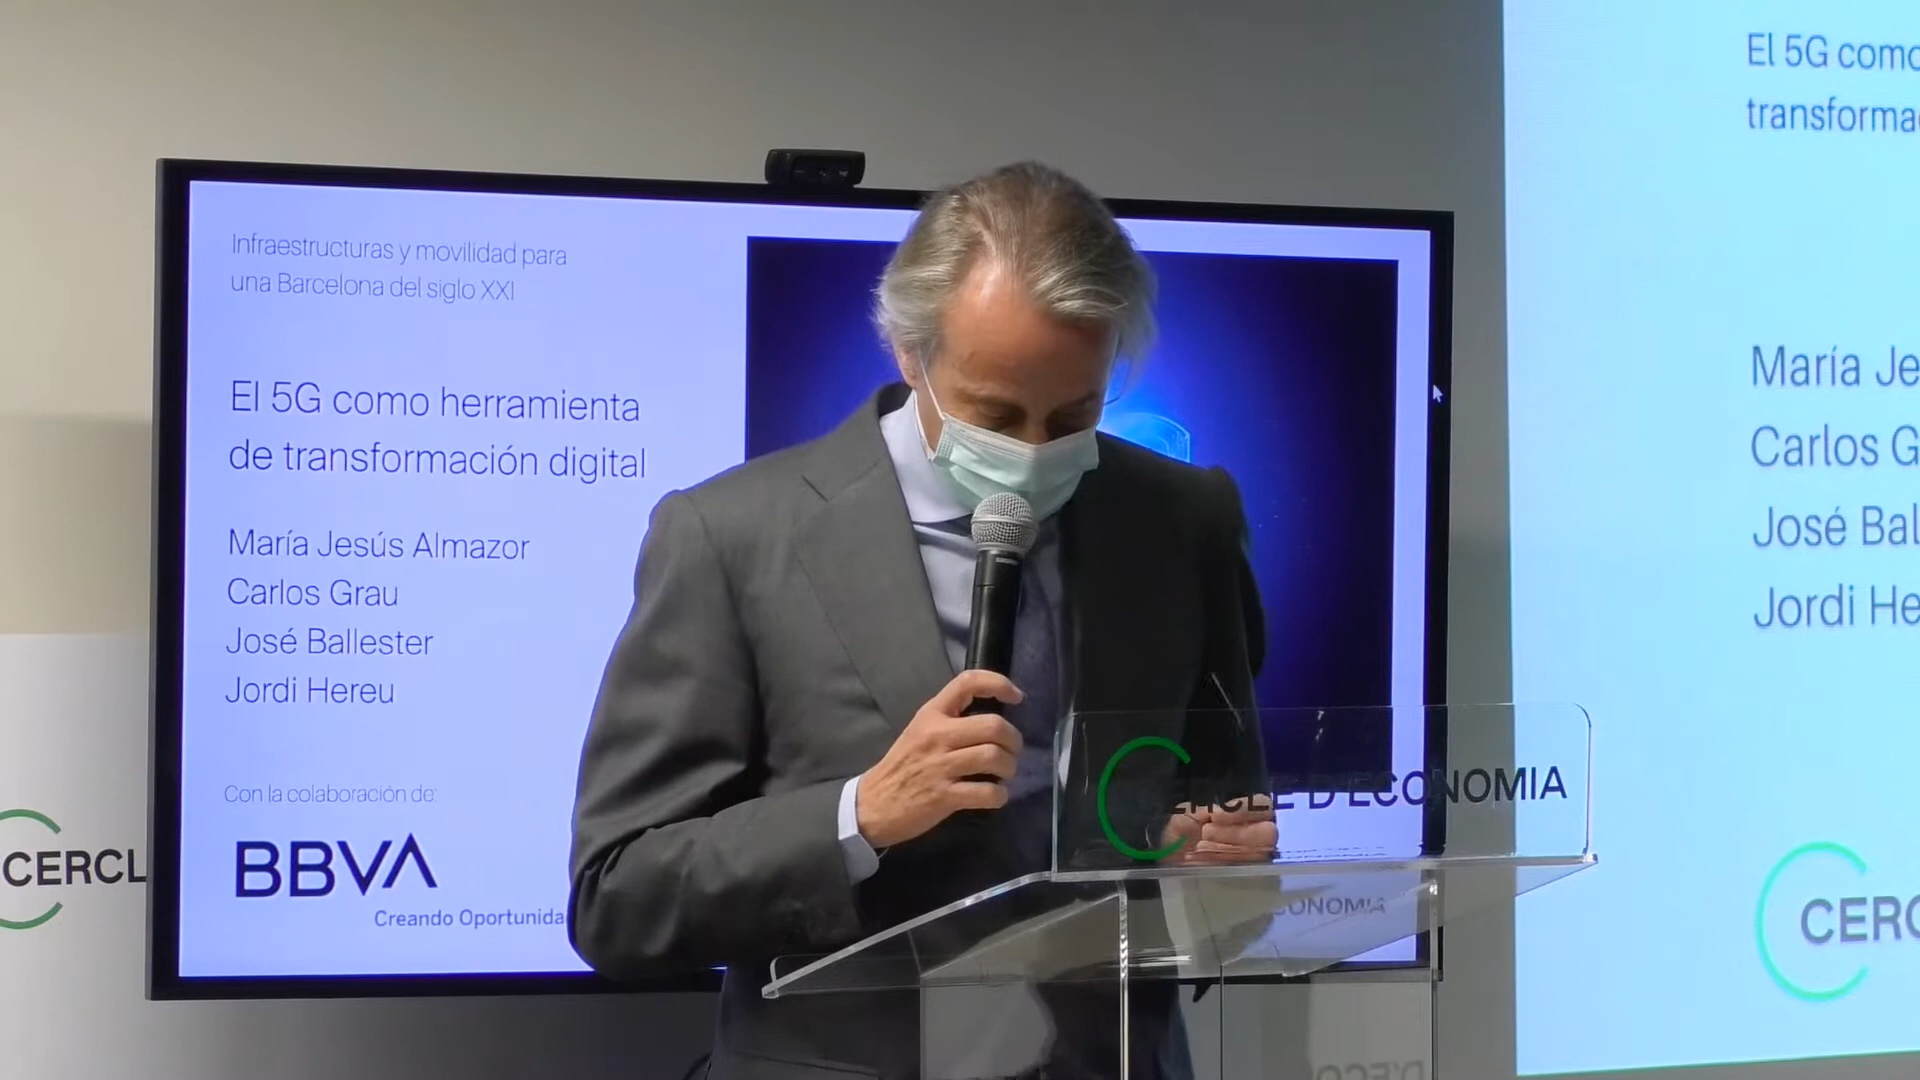 Infraestructuras y movilidad para
una Barcelona del siglo XXI
El 5G como herramienta
de transformación digital
María Jesús Almazor
Carlos Grau
José Ballester
Jordi Hereu
Con la colaboración de:
BBVA
Creando Oportunida
CERCL
CERCLE D'ECONOMIA
CONOMIA
El 5G como
transforma
María Je
Carlos G
José Bal
Jordi He
CERC